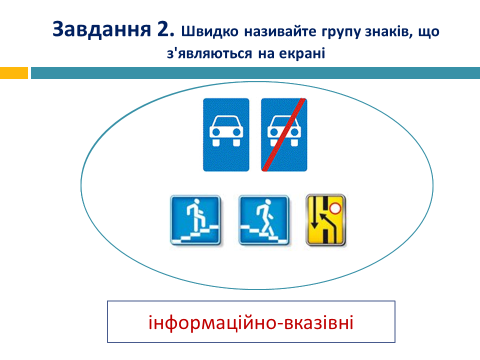 Завдання 2. Швидко називайте групу знаків, що
з'являються на екрані
інформаційно-вказівні